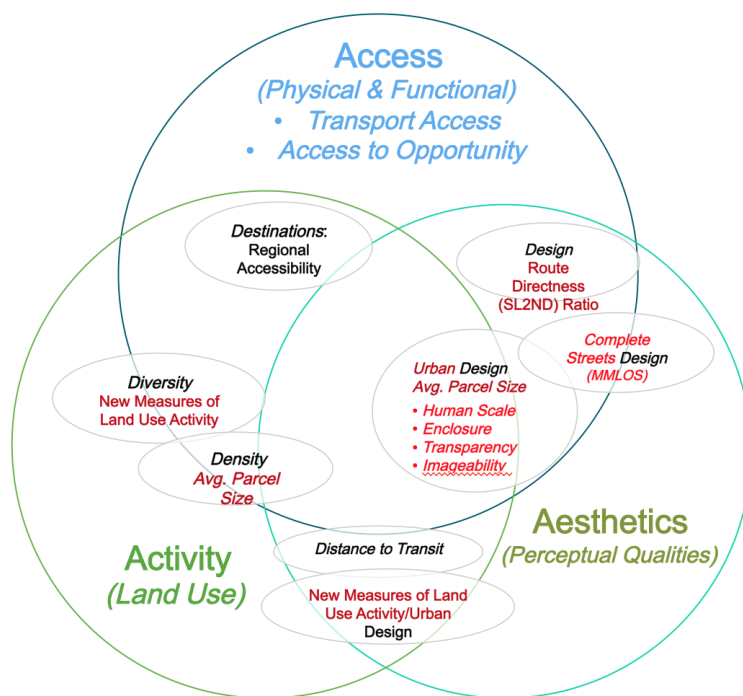 Access
(Physical & Functional)
• Transport Access
• Access to Opportunity
Destinations:
Regional
Accessibility
Design
Route
Directness
(SL2ND) Ratio
Complete
Streets Design
(MMLOS)
Urban Design
Avg. Parcel Size
• Human Scale
• Enclosure
• Transparency
• Imageability
Diversity
New Measures of
Land Use Activity
Density
Avg. Parcel
Size
Aesthetics
(Perceptual Qualities)
Activity
(Land Use)
Distance to Transit
New Measures of Land
Use Activity/Urban
Design